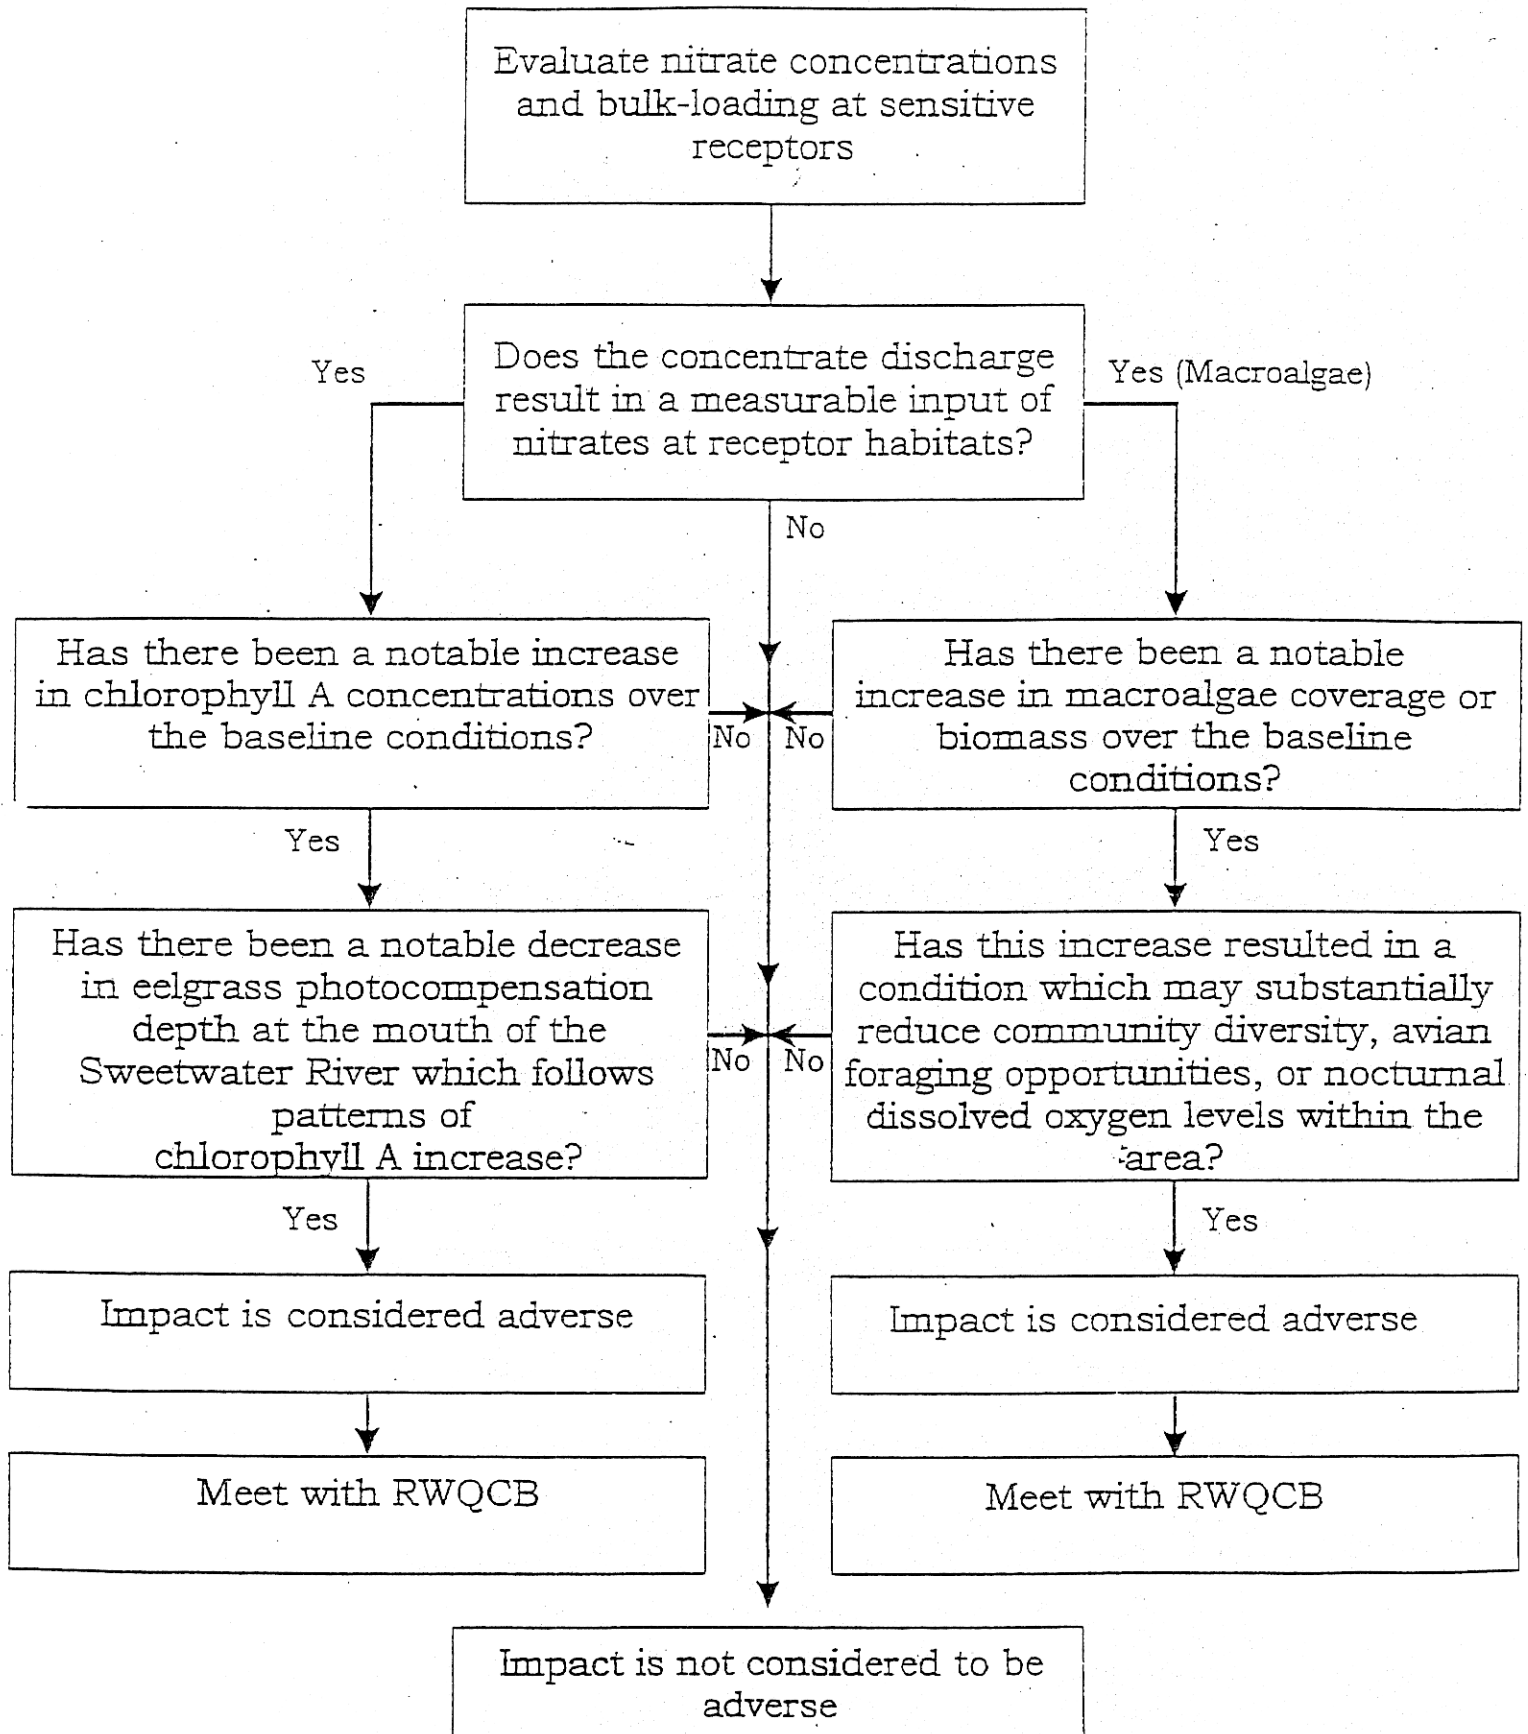 Evaluate nitrate concentrations
and bulk-loading at sensitive
receptors
Yes
Does the concentrate discharge
result in a measurable input of
nitrates at receptor habitats?
Yes (Macroalgae)
No
Has there been a notable increase
in chlorophyll A concentrations over
the baseline conditions?
No
No
Has there been a notable
increase in macroalgae coverage or
biomass over the baseline
conditions?
Yes
Yes
Has there been a notable decrease
in eelgrass photocompensation
depth at the mouth of the
Sweetwater River which follows
patterns of
chlorophyll A increase?
No
No
Has this increase resulted in a
condition which may substantially
reduce community diversity, avian
foraging opportunities, or nocturnal
dissolved oxygen levels within the
area?
Yes
Yes
Impact is considered adverse
Impact is considered adverse
Meet with RWQCB
Meet with RWQCB
Impact is not considered to be
adverse